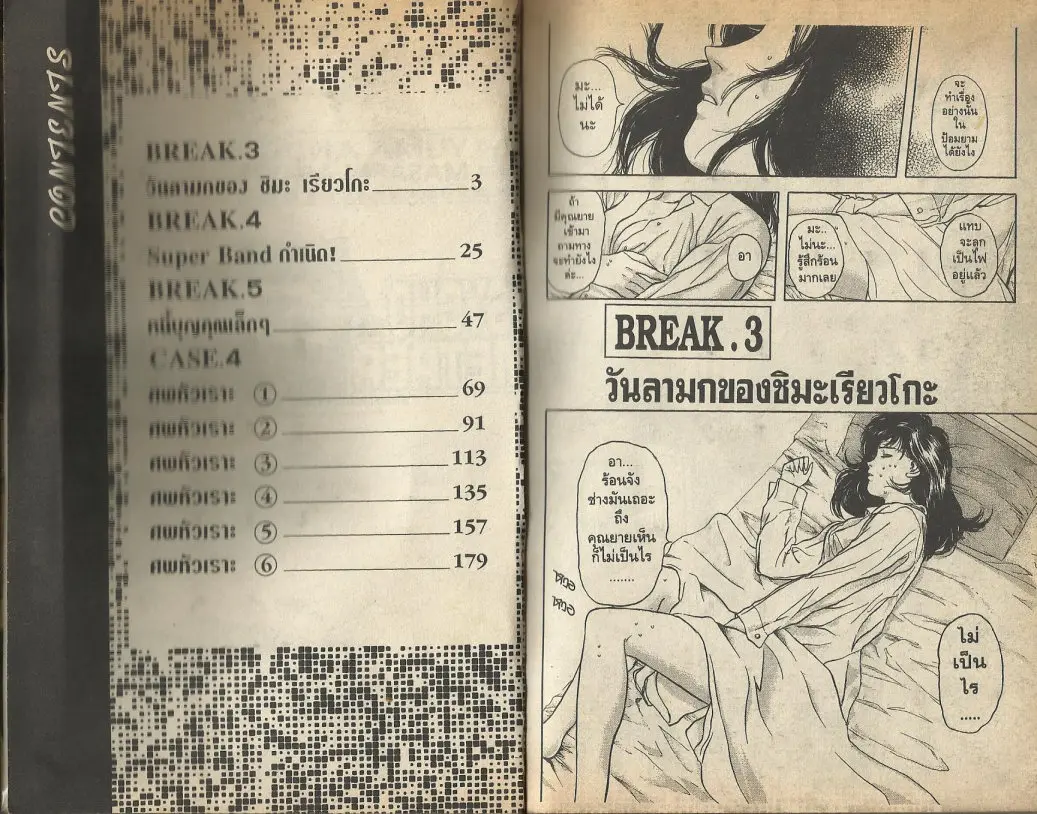 BREAK.3
วันลามกของ ชิมะ เรียวโกะ 3
BREAK.4
Super Band กำเนิด! 25
BREAK.5
หนี้บุญคุณเล็กๆ 47
CASE.4
ศพหัวเราะ ① 69
ศพหัวเราะ ② 91
ศพหัวเราะ ③ 113
ศพหัวเราะ ④ 135
ศพหัวเราะ ⑤ 157
ศพหัวเราะ ⑥ 179
จะ
ทำเรื่อง
อย่างนั้น
ใน
ป้อมยาม
ได้ยังไง
มะ...
ไม่ได้
นะ
แทบ
จะลุก
เป็นไฟ
อยู่แล้ว
มะ..
ไม่นะ..
รู้สึกร้อน
มากเลย
อา
ถ้า
มีคุณยาย
เข้ามา
ถามทาง
จะทำยังไง
ล่ะ...
BREAK.3
วันลามกของชิมะเรียวโกะ
อา...
ร้อนจัง
ช่างมันเถอะ
ถึง
คุณยายเห็น
ก็ไม่เป็นไร
.......
ไม่
เป็น
ไร
.....